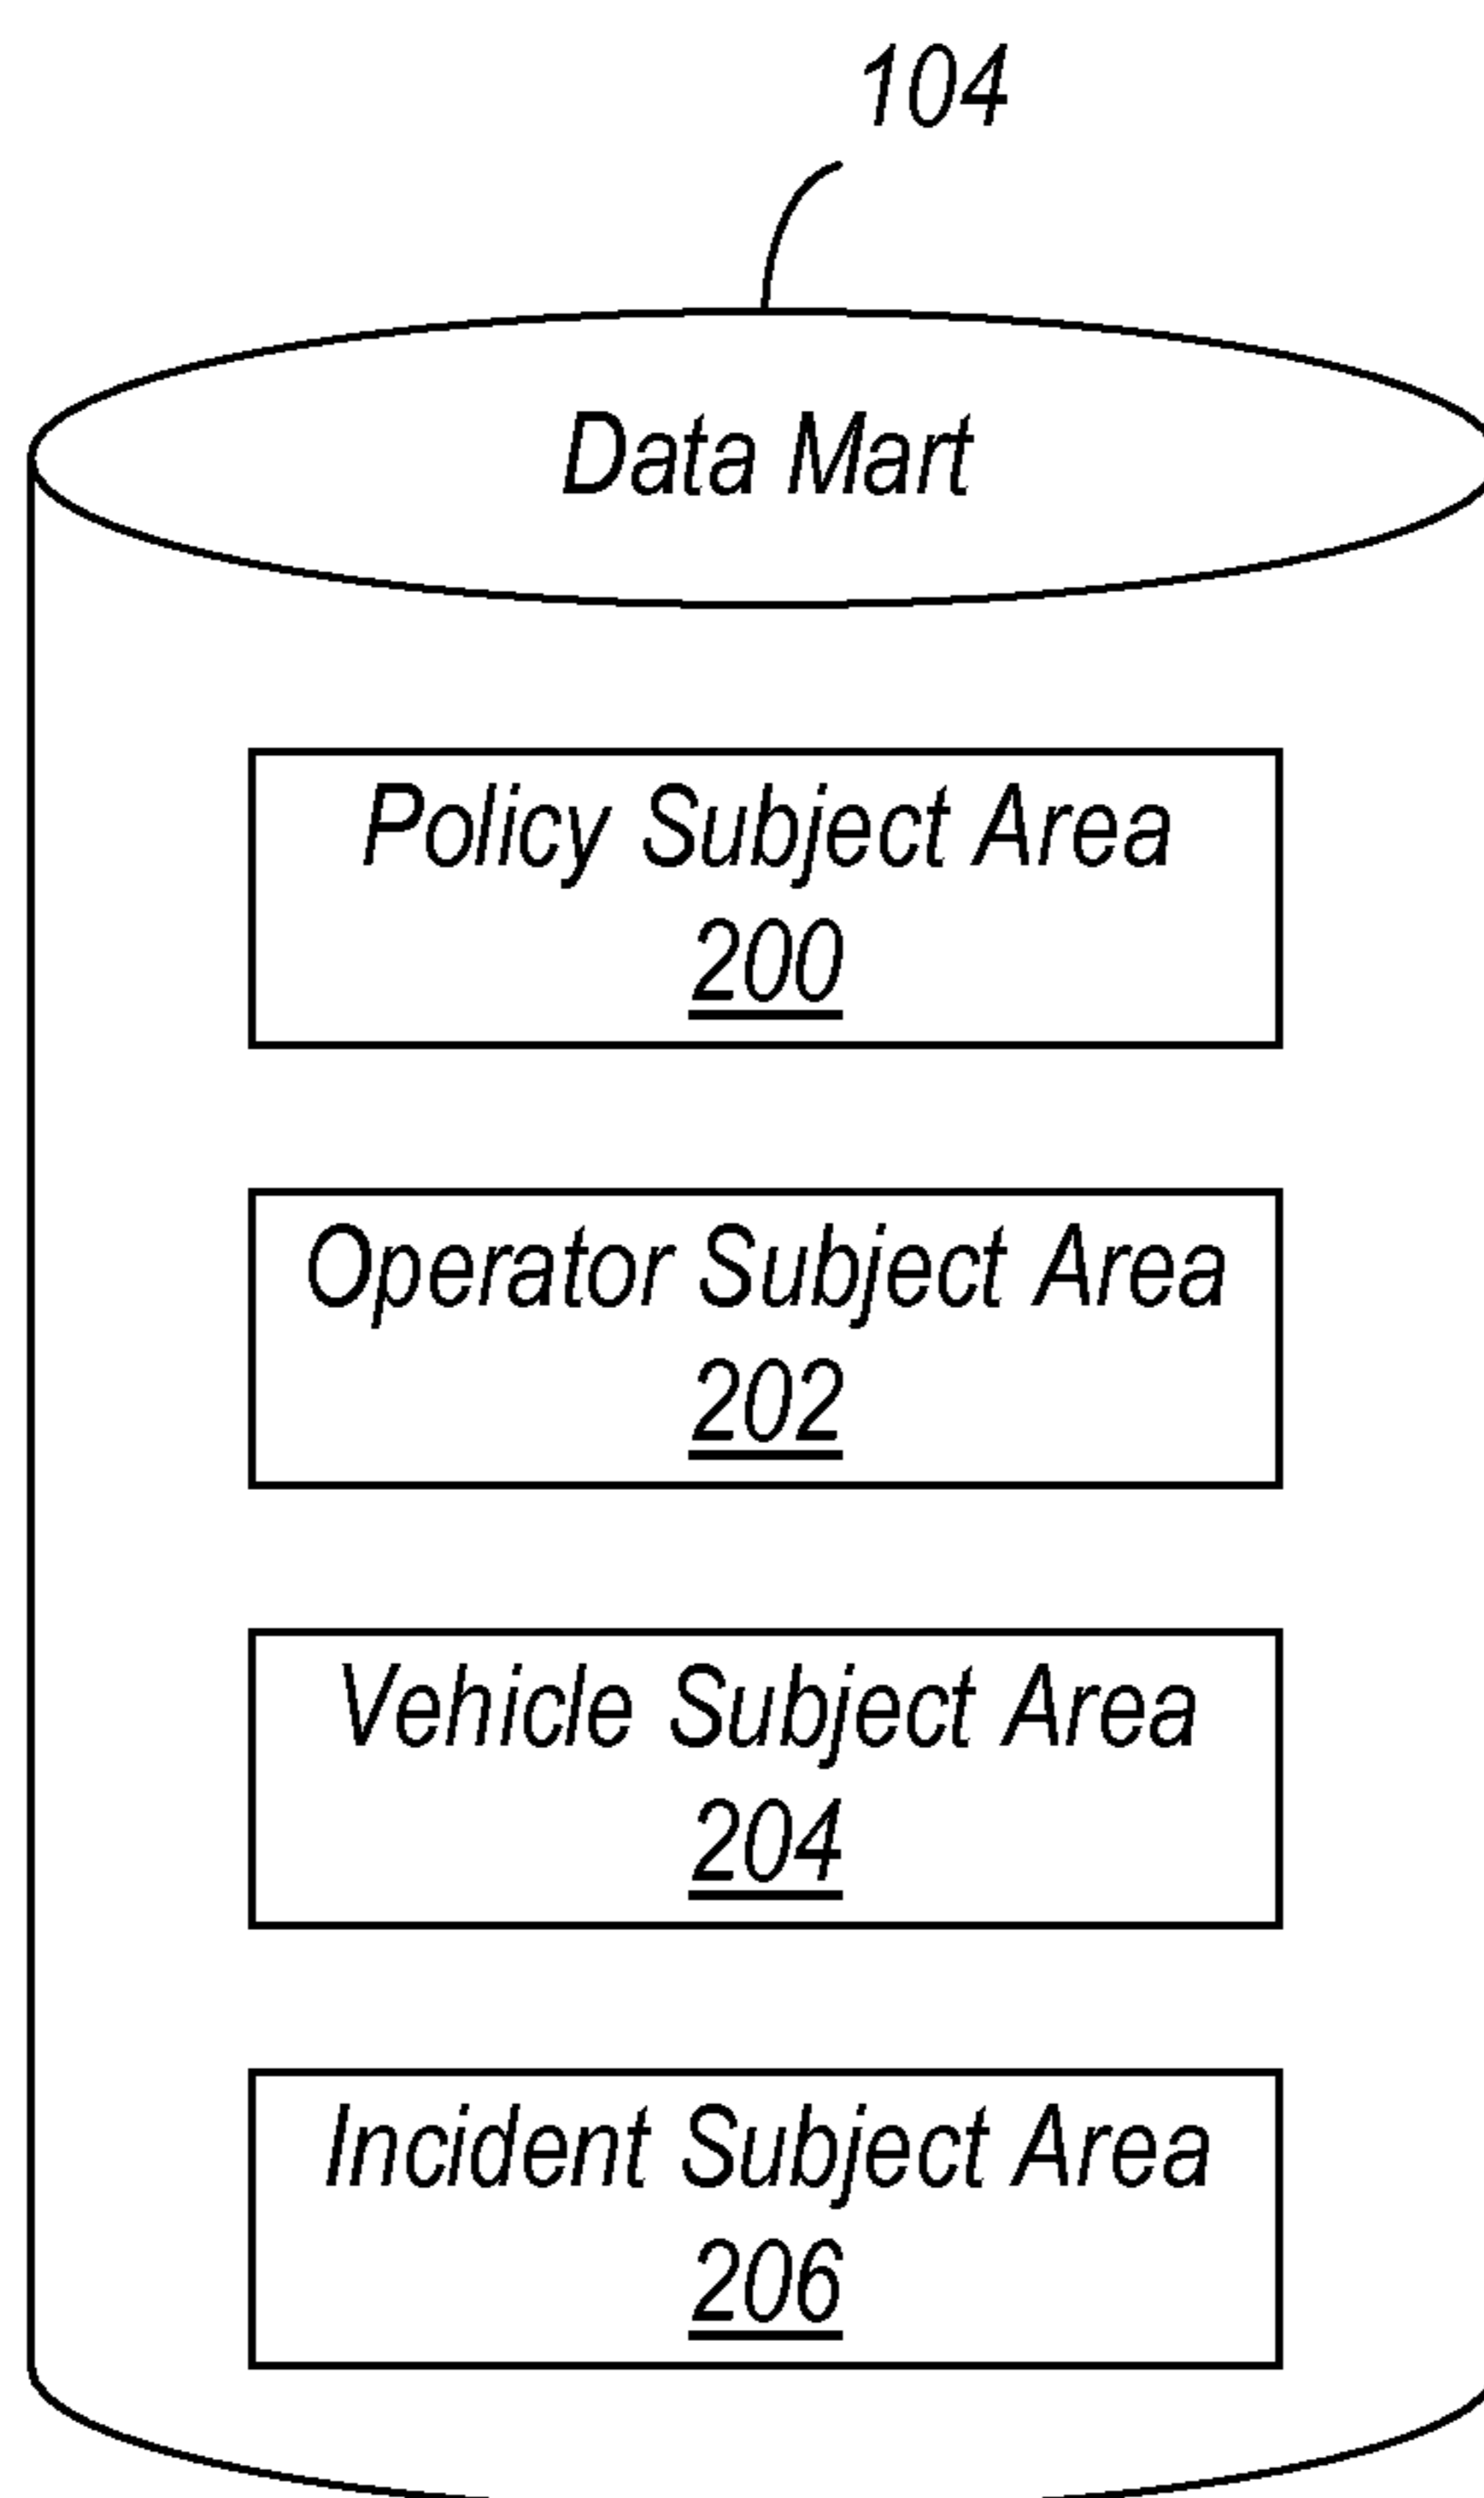 104
Data Mart
Policy Subject Area
200
Operator Subject Area
202
Vehicle Subject Area
204
Incident Subject Area
206